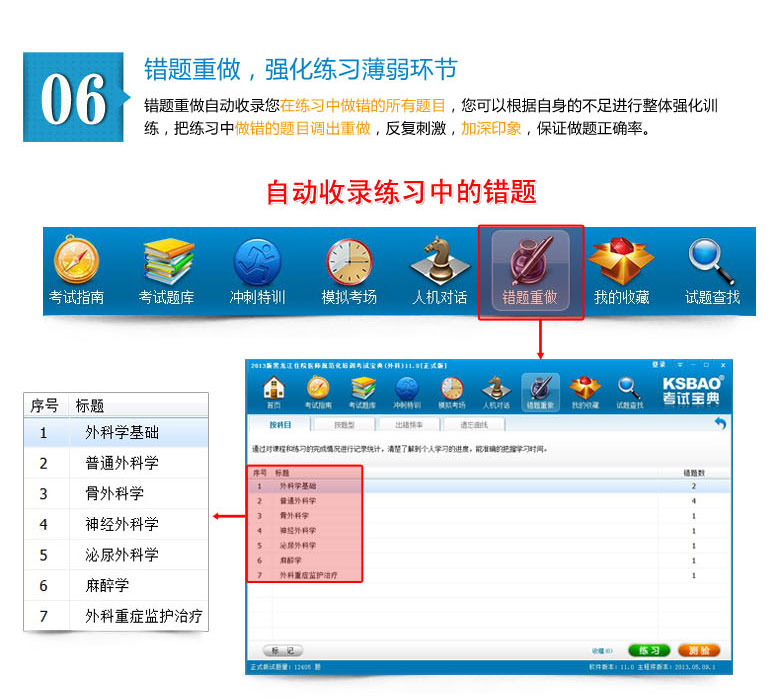 06
错题重做，强化练习薄弱环节
错题重做自动收录您在练习中做错的所有题目，您可以根据自身的不足进行整体强化训
练，把练习中做错的题目调出重做，反复刺激，加深印象，保证做题正确率。
自动收录练习中的错题
考试指南 考试题库 冲刺特训 模拟考场 人机对话 错题重做 我的收藏 试题查找
序号 标题
1 外科学基础
2 普通外科学
3 骨外科学
4 神经外科学
5 泌尿外科学
6 麻醉学
7 外科重症监护治疗
2013版黑龙江住院医师规范化培训考试宝典(外科)11.0[正式版]
登录
首页 考试指南 考试题库 冲刺特训 模拟考场 人机对话 错题重做 我的收藏 试题查找
KSBAO®
考试宝典
按科目 按题型 出错频率 遗忘曲线
通过对课程和练习的完成情况进行记录统计，清楚了解到个人学习的进度，能准确的把握学习时间。
序号 标题 错题数
1 外科学基础 2
2 普通外科学 4
3 骨外科学 1
4 神经外科学 1
5 泌尿外科学 1
6 麻醉学 1
7 外科重症监护治疗 1
标 记 练 习 测 验
软件版本：11.0 主程序版本：2013.05.09.1